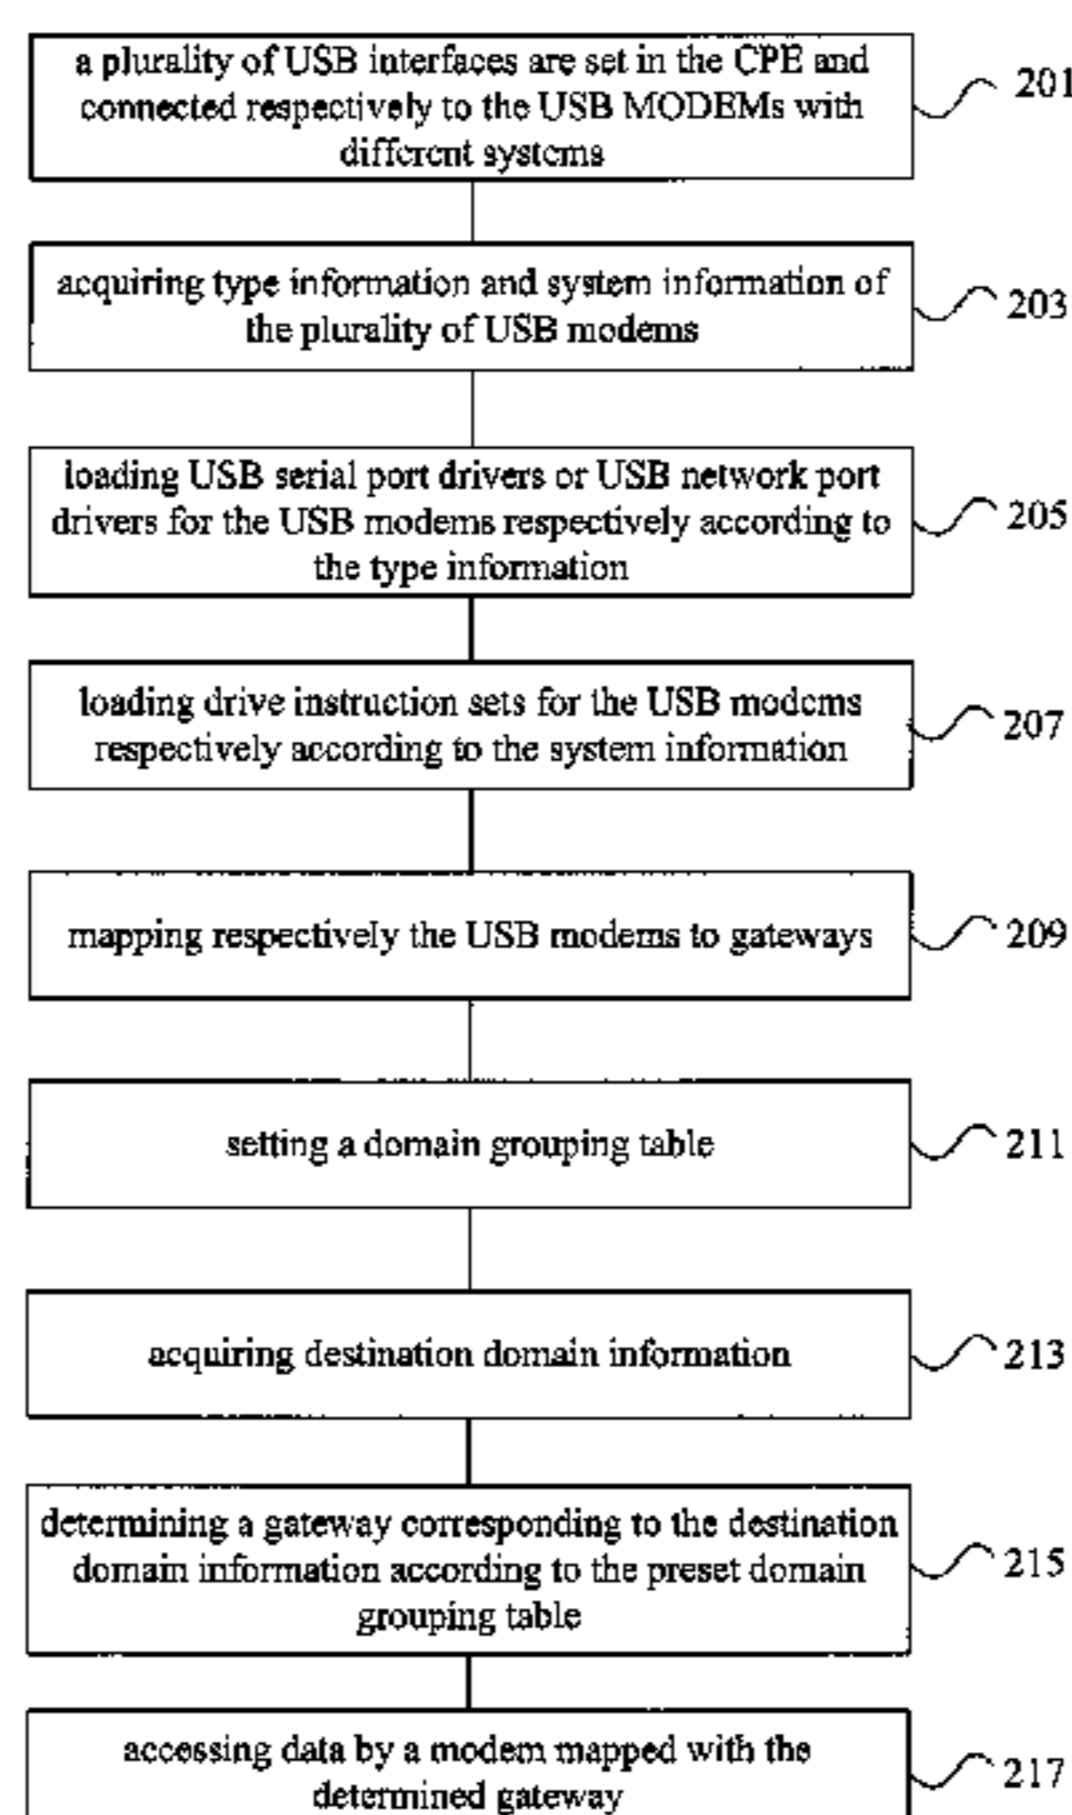 a plurality of USB interfaces are set in the CPE and
connected respectively to the USB MODEMs with
different systems
201
acquiring type information and system information of
the plurality of USB modems
203
loading USB serial port drivers or USB network port
drivers for the USB modems respectively according to
the type information
205
loading drive instruction sets for the USB modems
respectively according to the system information
207
mapping respectively the USB modems to gateways
209
setting a domain grouping table
211
acquiring destination domain information
213
determining a gateway corresponding to the destination
domain information according to the preset domain
grouping table
215
accessing data by a modem mapped with the
determined gateway
217